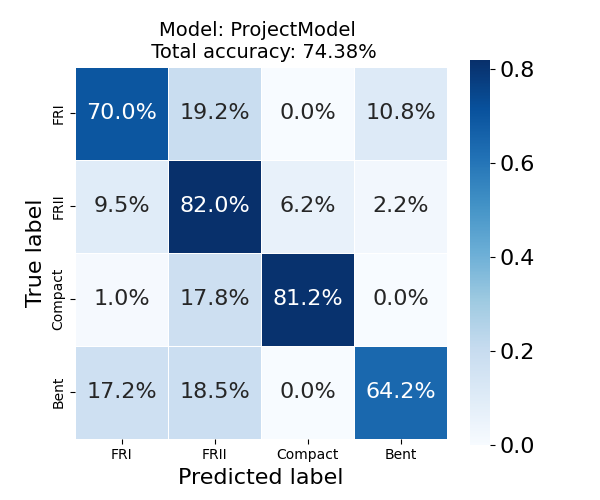 Model: ProjectModel
Total accuracy: 74.38%
True label
FRI
70.0% 19.2% 0.0% 10.8%
FRII
9.5% 82.0% 6.2% 2.2%
Compact
1.0% 17.8% 81.2% 0.0%
Bent
17.2% 18.5% 0.0% 64.2%
FRI FRII Compact Bent
Predicted label
0.8
0.6
0.4
0.2
0.0